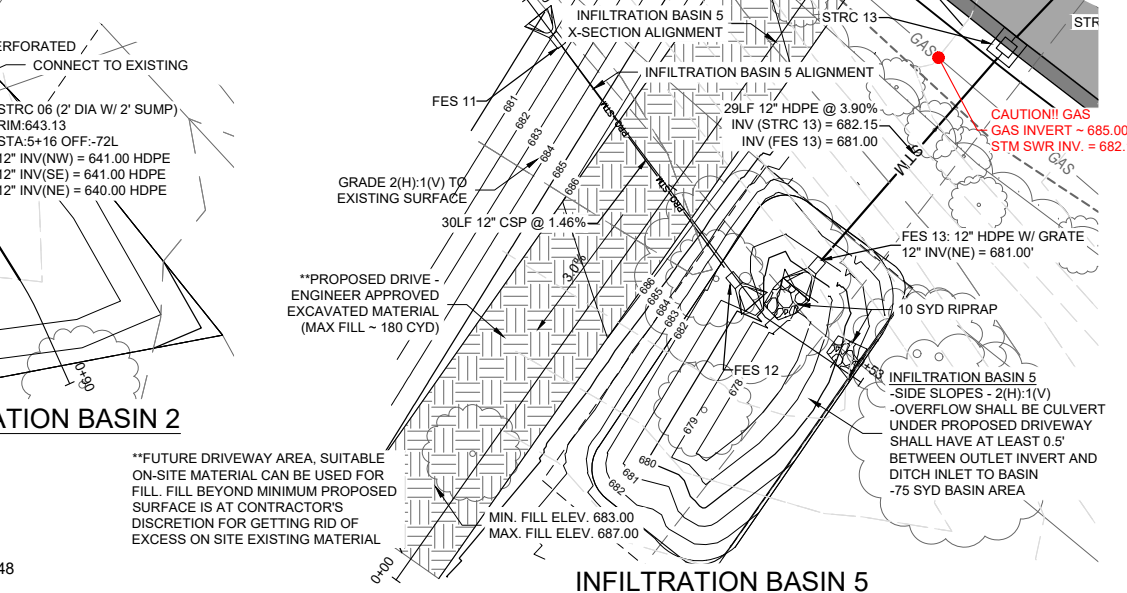 ERFORATED
CONNECT TO EXISTING
STRC 06 (2' DIA W/ 2' SUMP)
RIM:643.13
STA:5+16 OFF:-72L
12" INV(NW) = 641.00 HDPE
12" INV(SE) = 641.00 HDPE
12" INV(NE) = 640.00 HDPE
0+90
ATION BASIN 2
48
INFILTRATION BASIN 5
X-SECTION ALIGNMENT
FES 11
INFILTRATION BASIN 5 ALIGNMENT
STRC 13
STR
GAS
GAS
CAUTION!! GAS
GAS INVERT ~ 685.00
STM SWR INV. = 682.
29LF 12" HDPE @ 3.90%
INV (STRC 13) = 682.15
INV (FES 13) = 681.00
STM
681
682
683
684
685
686
PRO-STM
PRO-STM
GRADE 2(H):1(V) TO
EXISTING SURFACE
30LF 12" CSP @ 1.46%
3.0%
**PROPOSED DRIVE -
ENGINEER APPROVED
EXCAVATED MATERIAL
(MAX FILL ~ 180 CYD)
FES 13: 12" HDPE W/ GRATE
12" INV(NE) = 681.00'
10 SYD RIPRAP
686
685
684
683
682
FES 12
678
679
680
681
682
+53
INFILTRATION BASIN 5
-SIDE SLOPES - 2(H):1(V)
-OVERFLOW SHALL BE CULVERT
UNDER PROPOSED DRIVEWAY
SHALL HAVE AT LEAST 0.5'
BETWEEN OUTLET INVERT AND
DITCH INLET TO BASIN
-75 SYD BASIN AREA
**FUTURE DRIVEWAY AREA, SUITABLE
ON-SITE MATERIAL CAN BE USED FOR
FILL. FILL BEYOND MINIMUM PROPOSED
SURFACE IS AT CONTRACTOR'S
DISCRETION FOR GETTING RID OF
EXCESS ON SITE EXISTING MATERIAL
MIN. FILL ELEV. 683.00
MAX. FILL ELEV. 687.00
0+00
INFILTRATION BASIN 5